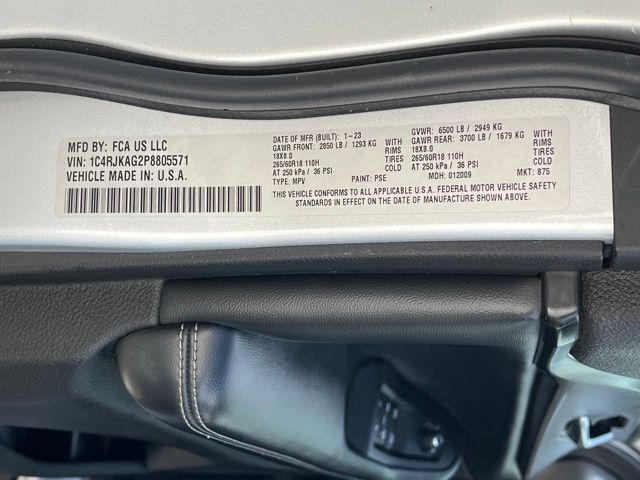 MFD BY: FCA US LLC
VIN: 1C4RJKAG2P8805571
VEHICLE MADE IN: U.S.A.
DATE OF MFR (BUILT): 1-23
GAWR FRONT: 2850 LB / 1293 KG WITH
18X8.0 RIMS
265/60R18 110H TIRES
AT 250 kPa / 36 PSI COLD
TYPE: MPV PAINT: PSE
GVWR: 6500 LB / 2949 KG
GAWR REAR: 3700 LB / 1679 KG WITH
18X8.0 RIMS
265/60R18 110H TIRES
AT 250 kPa / 36 PSI COLD
MDH: 012009 MKT: 875
THIS VEHICLE CONFORMS TO ALL APPLICABLE U.S.A. FEDERAL MOTOR VEHICLE SAFETY
STANDARDS IN EFFECT ON THE DATE OF MANUFACTURE SHOWN ABOVE.